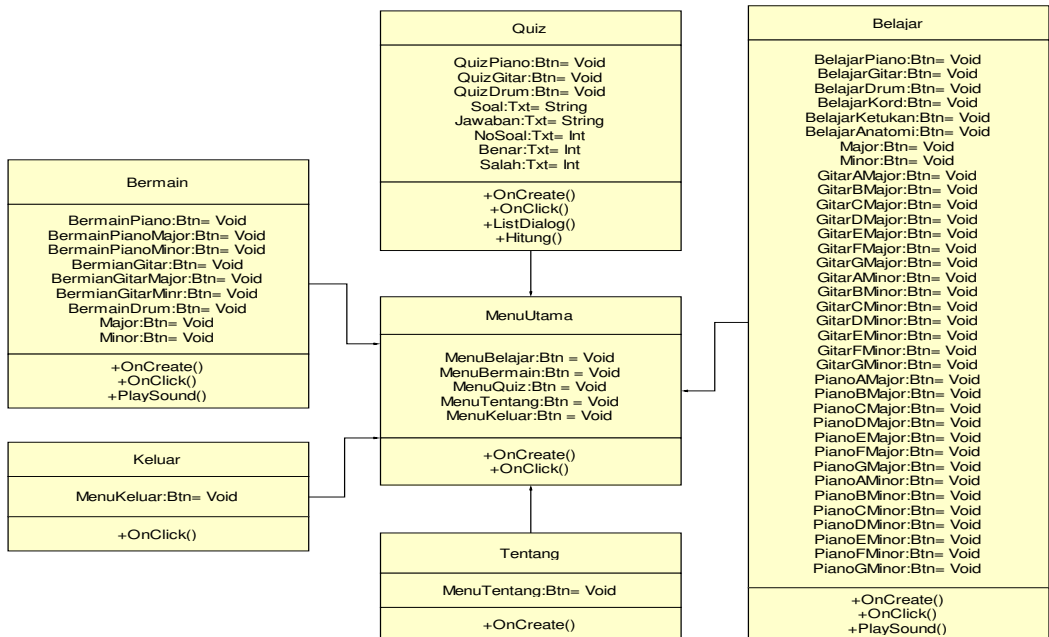 Quiz
QuizPiano:Btn= Void
QuizGitar:Btn= Void
QuizDrum:Btn= Void
Soal:Txt= String
Jawaban:Txt= String
NoSoal:Txt= Int
Benar:Txt= Int
Salah:Txt= Int
+OnCreate()
+OnClick()
+ListDialog()
+Hitung()
Belajar
BelajarPiano:Btn= Void
BelajarGitar:Btn= Void
BelajarDrum:Btn= Void
BelajarKord:Btn= Void
BelajarKetukan:Btn= Void
BelajarAnatomi:Btn= Void
Major:Btn= Void
Minor:Btn= Void
GitarAMajor:Btn= Void
GitarBMajor:Btn= Void
GitarCMajor:Btn= Void
GitarDMajor:Btn= Void
GitarEMajor:Btn= Void
GitarFMajor:Btn= Void
GitarGMajor:Btn= Void
GitarAMinor:Btn= Void
GitarBMinor:Btn= Void
GitarCMinor:Btn= Void
GitarDMinor:Btn= Void
GitarEMinor:Btn= Void
GitarFMinor:Btn= Void
GitarGMinor:Btn= Void
PianoAMajor:Btn= Void
PianoBMajor:Btn= Void
PianoCMajor:Btn= Void
PianoDMajor:Btn= Void
PianoEMajor:Btn= Void
PianoFMajor:Btn= Void
PianoGMajor:Btn= Void
PianoAMinor:Btn= Void
PianoBMinor:Btn= Void
PianoCMinor:Btn= Void
PianoDMinor:Btn= Void
PianoEMinor:Btn= Void
PianoFMinor:Btn= Void
PianoGMinor:Btn= Void
+OnCreate()
+OnClick()
+PlaySound()
Bermain
BermainPiano:Btn= Void
BermainPianoMajor:Btn= Void
BermainPianoMinor:Btn= Void
BermianGitar:Btn= Void
BermianGitarMajor:Btn= Void
BermianGitarMinr:Btn= Void
BermainDrum:Btn= Void
Major:Btn= Void
Minor:Btn= Void
+OnCreate()
+OnClick()
+PlaySound()
MenuUtama
MenuBelajar:Btn = Void
MenuBermain:Btn = Void
MenuQuiz:Btn = Void
MenuTentang:Btn = Void
MenuKeluar:Btn = Void
+OnCreate()
+OnClick()
Keluar
MenuKeluar:Btn= Void
+OnClick()
Tentang
MenuTentang:Btn= Void
+OnCreate()